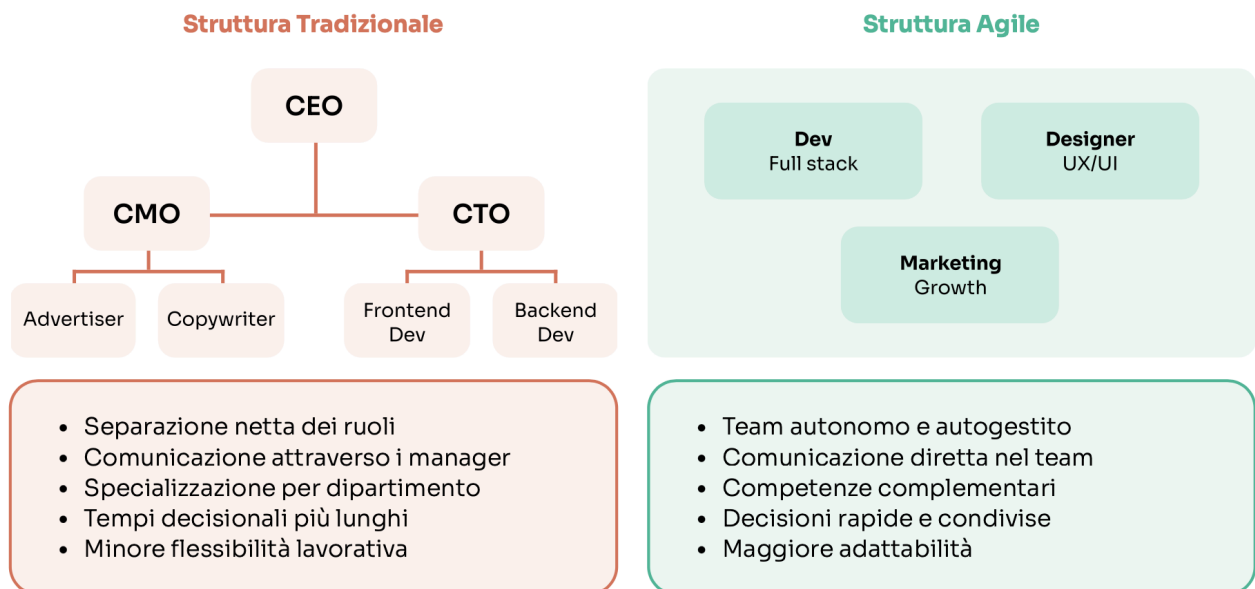 Struttura Tradizionale
CEO
CMO
CTO
Advertiser
Copywriter
Frontend
Dev
Backend
Dev
• Separazione netta dei ruoli
• Comunicazione attraverso i manager
• Specializzazione per dipartimento
• Tempi decisionali più lunghi
• Minore flessibilità lavorativa
Struttura Agile
Dev
Full stack
Designer
UX/UI
Marketing
Growth
• Team autonomo e autogestito
• Comunicazione diretta nel team
• Competenze complementari
• Decisioni rapide e condivise
• Maggiore adattabilità